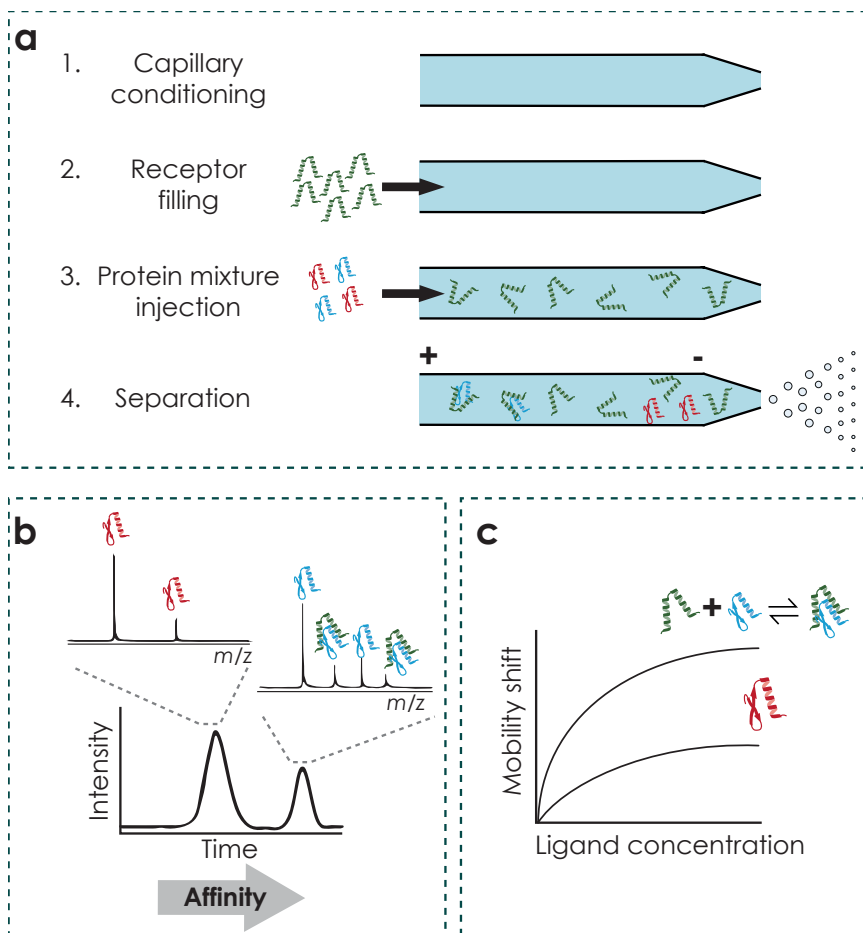 a
1. Capillary
conditioning
2. Receptor
filling
3. Protein mixture
injection
+ -
4. Separation
b
m/z
m/z
Intensity
Time
Affinity
c
+ ⇌
Mobility shift
Ligand concentration